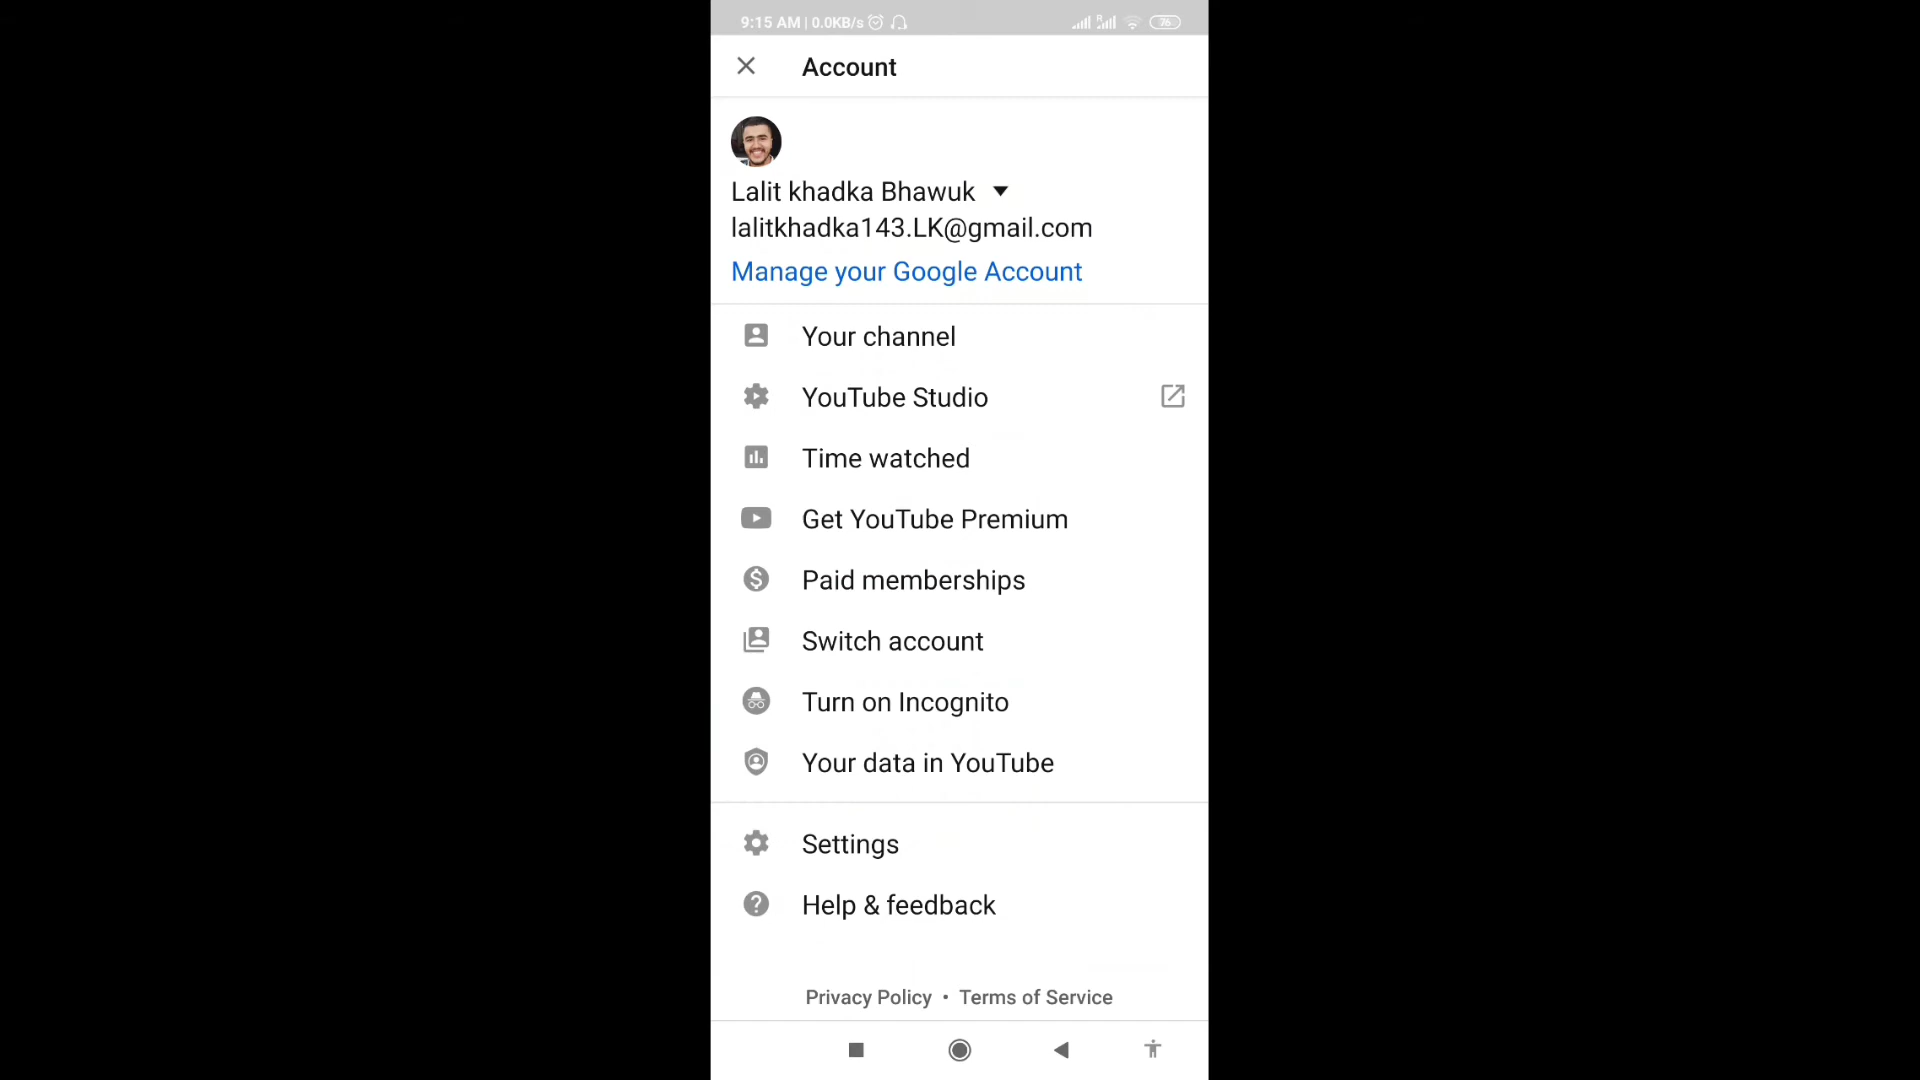 9:15 AM | 0.0KB/s
R
76
Account
Lalit khadka Bhawuk
lalitkhadka143.LK@gmail.com
Manage your Google Account
Your channel
YouTube Studio
Time watched
Get YouTube Premium
Paid memberships
Switch account
Turn on Incognito
Your data in YouTube
Settings
Help & feedback
Privacy Policy • Terms of Service